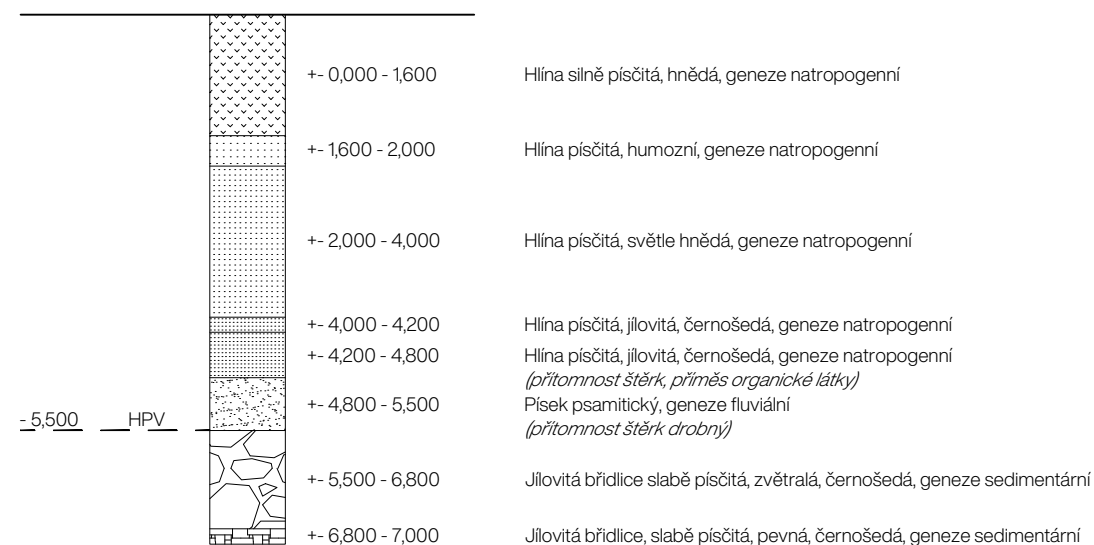 +- 0,000 - 1,600 Hlína silně písčitá, hnědá, geneze natropogenní
+- 1,600 - 2,000 Hlína písčitá, humozní, geneze natropogenní
+- 2,000 - 4,000 Hlína písčitá, světle hnědá, geneze natropogenní
+- 4,000 - 4,200 Hlína písčitá, jílovitá, černošedá, geneze natropogenní
+- 4,200 - 4,800 Hlína písčitá, jílovitá, černošedá, geneze natropogenní
(přítomnost štěrk, příměs organické látky)
+- 4,800 - 5,500 Písek psamitický, geneze fluviální
- 5,500 HPV
(přítomnost štěrk drobný)
+- 5,500 - 6,800 Jílovitá břidlice slabě písčitá, zvětralá, černošedá, geneze sedimentární
+- 6,800 - 7,000 Jílovitá břidlice, slabě písčitá, pevná, černošedá, geneze sedimentární